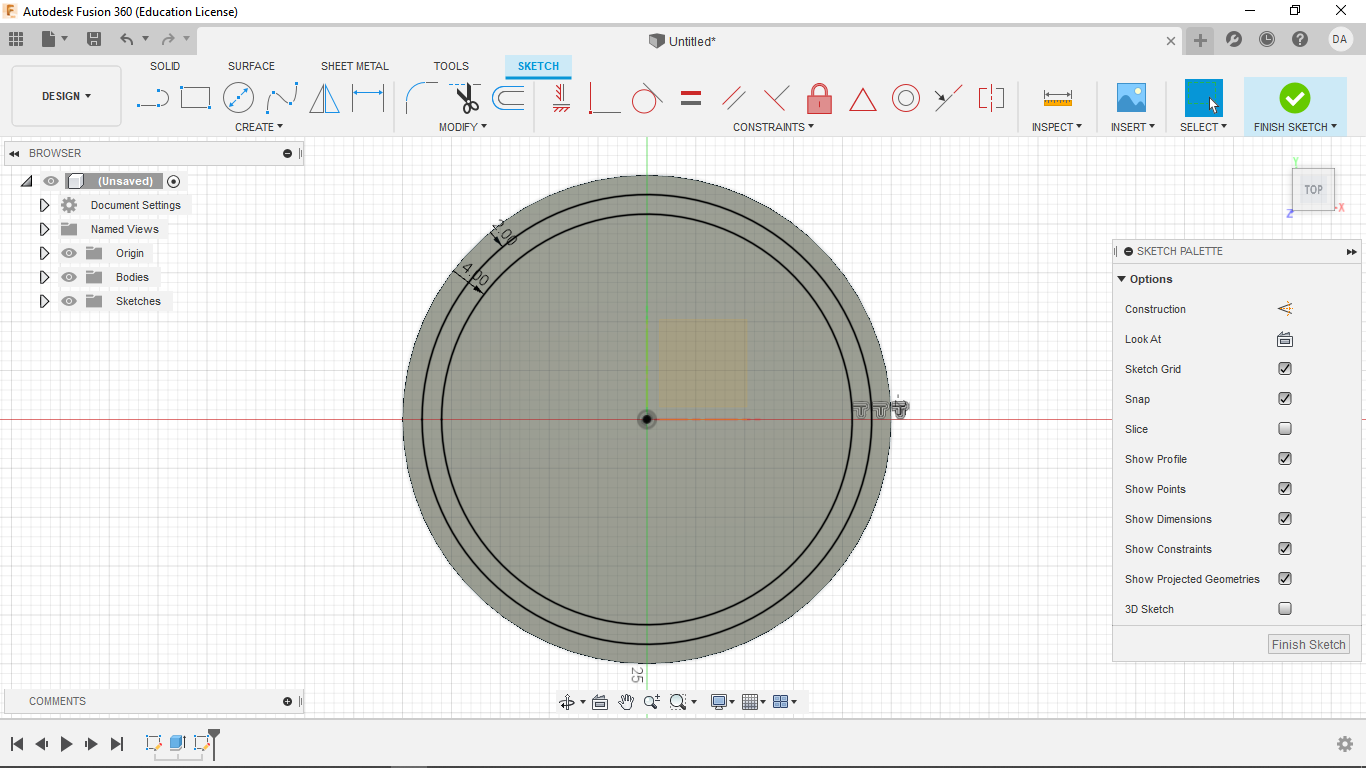 Autodesk Fusion 360 (Education License)
Untitled*
DA
SOLID SURFACE SHEET METAL TOOLS SKETCH
DESIGN
CREATE MODIFY CONSTRAINTS INSPECT INSERT SELECT FINISH SKETCH
BROWSER
(Unsaved)
Document Settings
Named Views
Origin
Bodies
Sketches
2.00
4.00
25
Y
TOP
Z
X
SKETCH PALETTE
Options
Construction
Look At
Sketch Grid
Snap
Slice
Show Profile
Show Points
Show Dimensions
Show Constraints
Show Projected Geometries
3D Sketch
Finish Sketch
COMMENTS